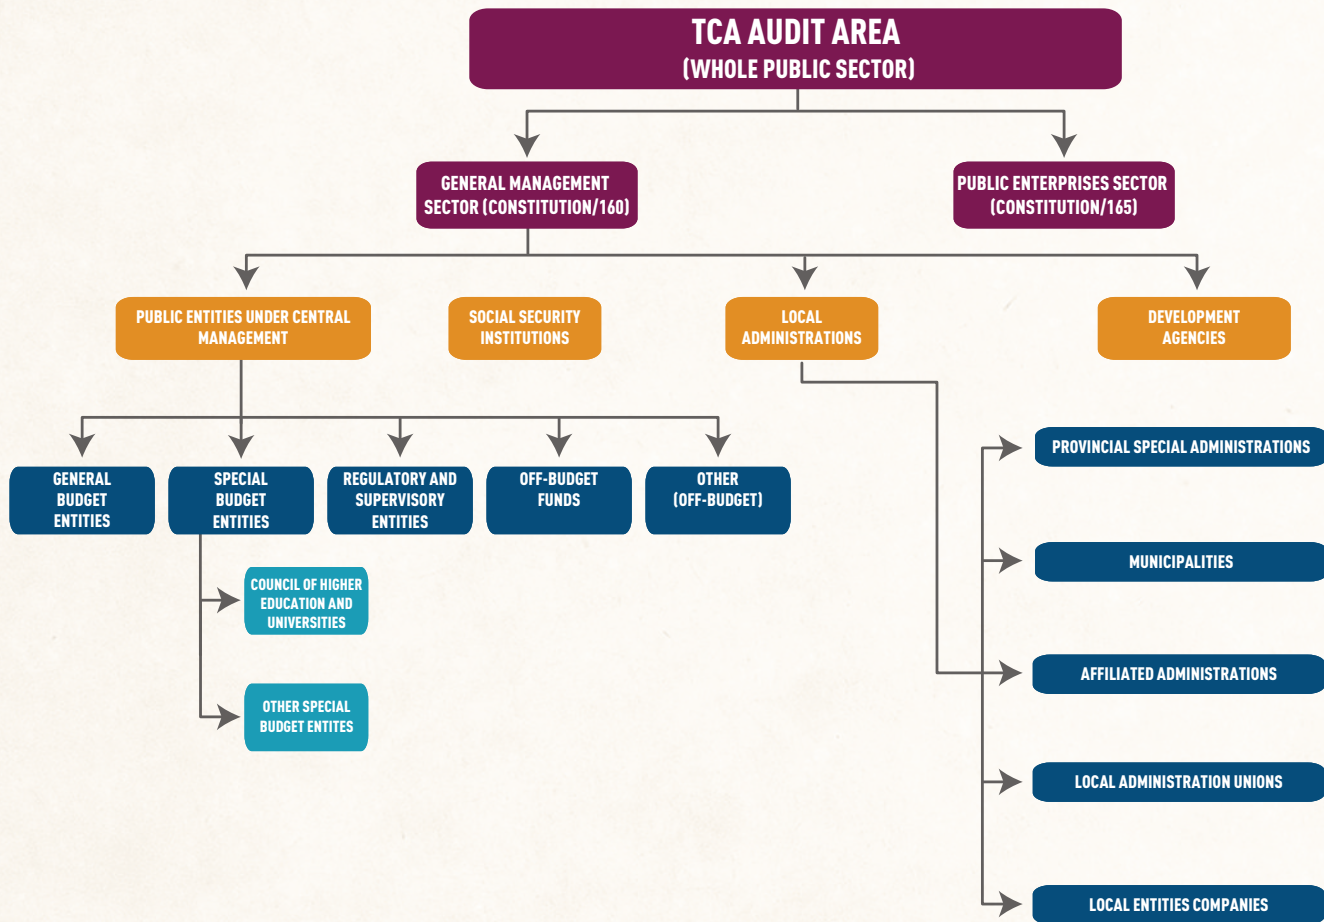 TCA AUDIT AREA
(WHOLE PUBLIC SECTOR)
GENERAL MANAGEMENT
SECTOR (CONSTITUTION/160)
PUBLIC ENTERPRISES SECTOR
(CONSTITUTION/165)
PUBLIC ENTITIES UNDER CENTRAL
MANAGEMENT
SOCIAL SECURITY
INSTITUTIONS
LOCAL
ADMINISTRATIONS
DEVELOPMENT
AGENCIES
GENERAL
BUDGET
ENTITIES
SPECIAL
BUDGET
ENTITIES
REGULATORY AND
SUPERVISORY
ENTITIES
OFF-BUDGET
FUNDS
OTHER
(OFF-BUDGET)
COUNCIL OF HIGHER
EDUCATION AND
UNIVERSITIES
OTHER SPECIAL
BUDGET ENTITES
PROVINCIAL SPECIAL ADMINISTRATIONS
MUNICIPALITIES
AFFILIATED ADMINISTRATIONS
LOCAL ADMINISTRATION UNIONS
LOCAL ENTITIES COMPANIES